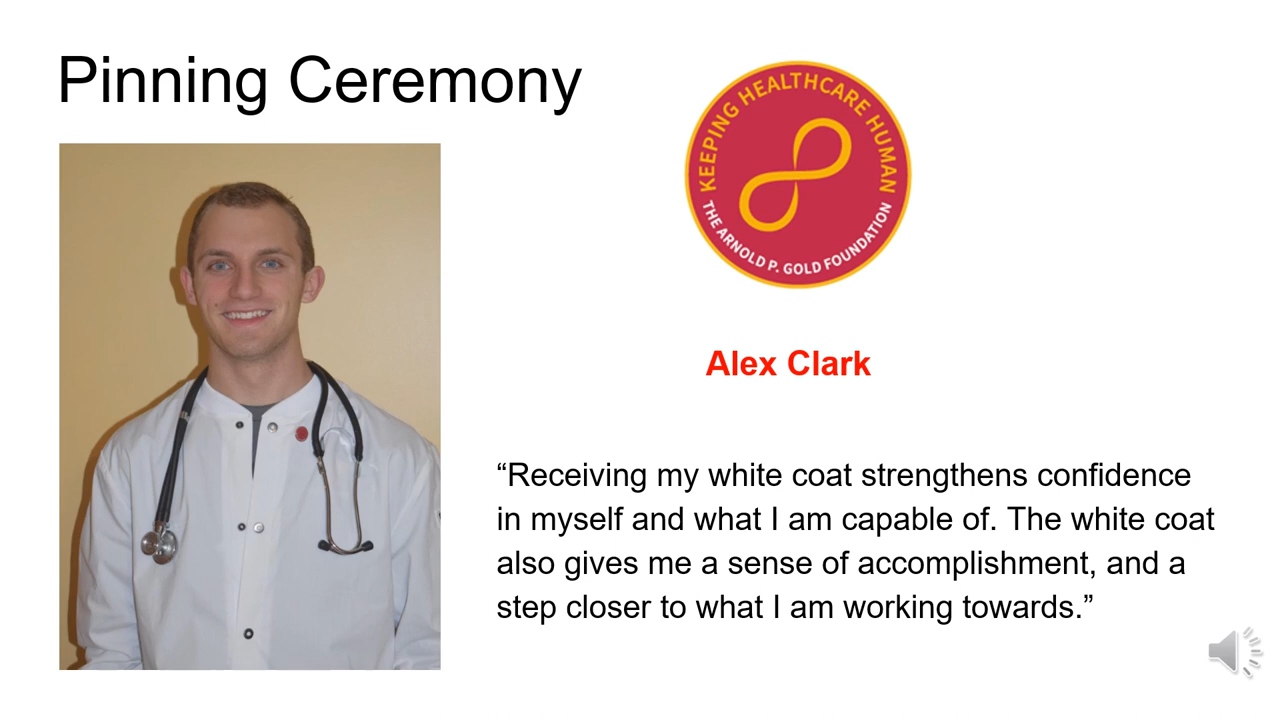 Pinning Ceremony
KEEPING HEALTHCARE HUMAN
THE ARNOLD P. GOLD FOUNDATION
Alex Clark
“Receiving my white coat strengthens confidence
in myself and what I am capable of. The white coat
also gives me a sense of accomplishment, and a
step closer to what I am working towards.”